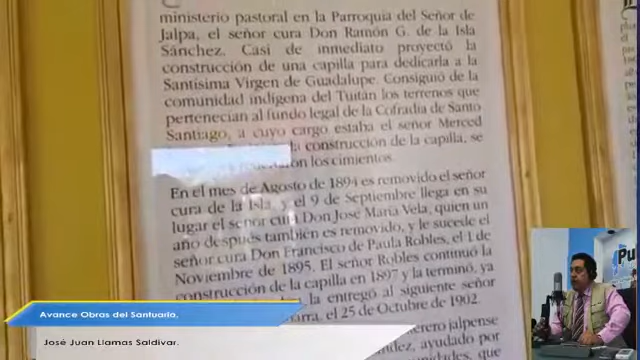 ministerio pastoral en la Parroquia del Señor de
Jalpa, el señor cura Don Ramón G. de la Isla
Sánchez. Casi de inmediato proyectó la
construcción de una capilla para dedicarla a la
Santísima Virgen de Guadalupe. Consiguió de la
comunidad indígena del Tuitán los terrenos que
pertenecían al fundo legal de la Cofradía de Santo
Santiago, a cuyo cargo estaba el señor Merced
la construcción de la capilla, se
los cimientos.
En el mes de Agosto de 1894 es removido el señor
cura de la Isla, y el 9 de Septiembre llega en su
lugar el señor cura Don José María Vela, quien un
año después también es removido, y le sucede el
señor cura Don Francisco de Paula Robles, el 1 de
Noviembre de 1895. El señor Robles continuó la
construcción de la capilla en 1897 y la terminó, ya
la entregó al siguiente señor
el 25 de Octubre de 1902.
jalpense
ayudado por
que
Avance Obras del Santuario.
José Juan Llamas Saldívar.
Pu